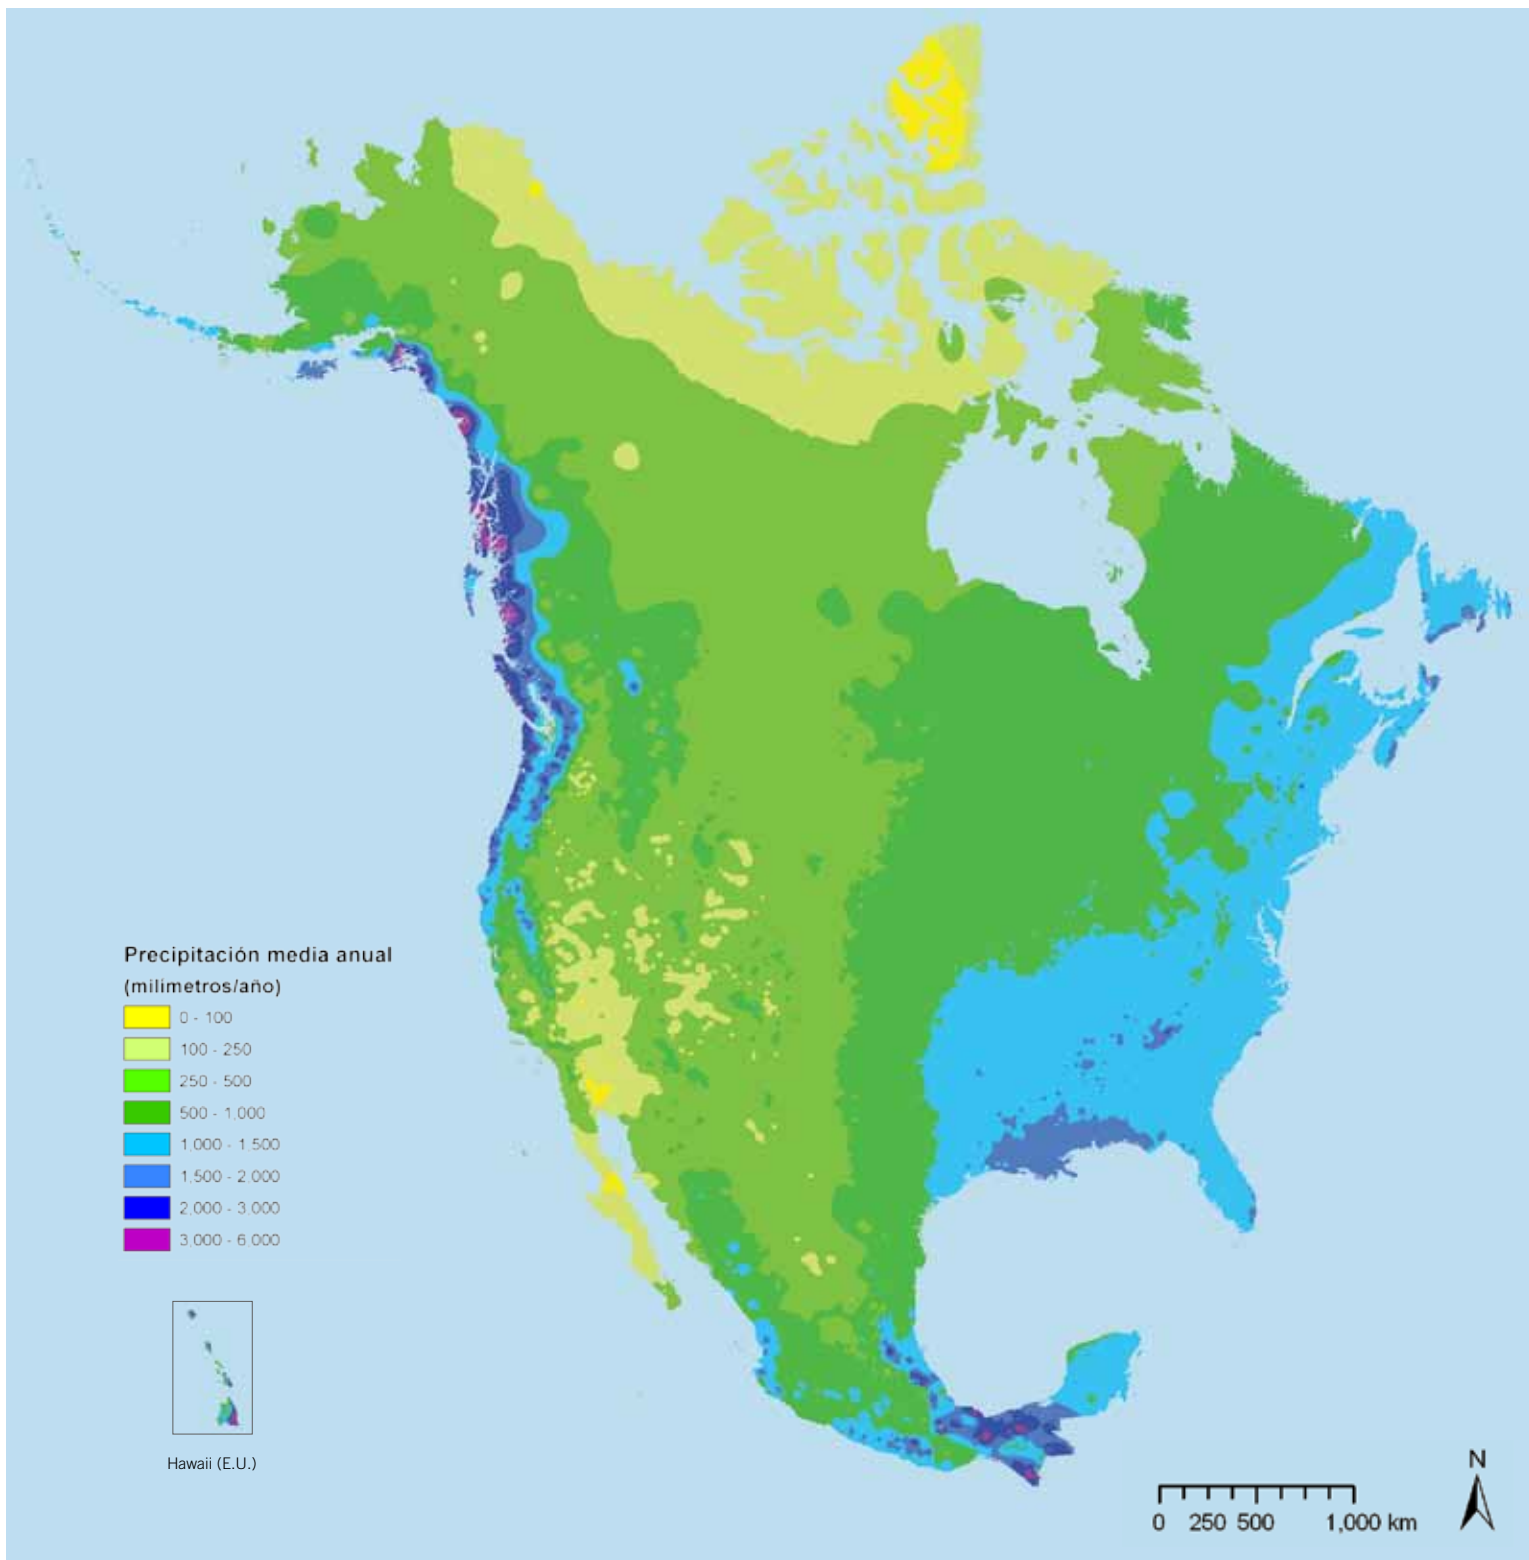 Precipitación media anual
(milimetros/año)
0 - 100
100 - 250
250 - 500
500 - 1.000
1.000 - 1 500
1.500 - 2.000
2.000 - 3.000
3.000 - 6 000
Hawaii (E.U.)
N
0 250 500 1,000 km